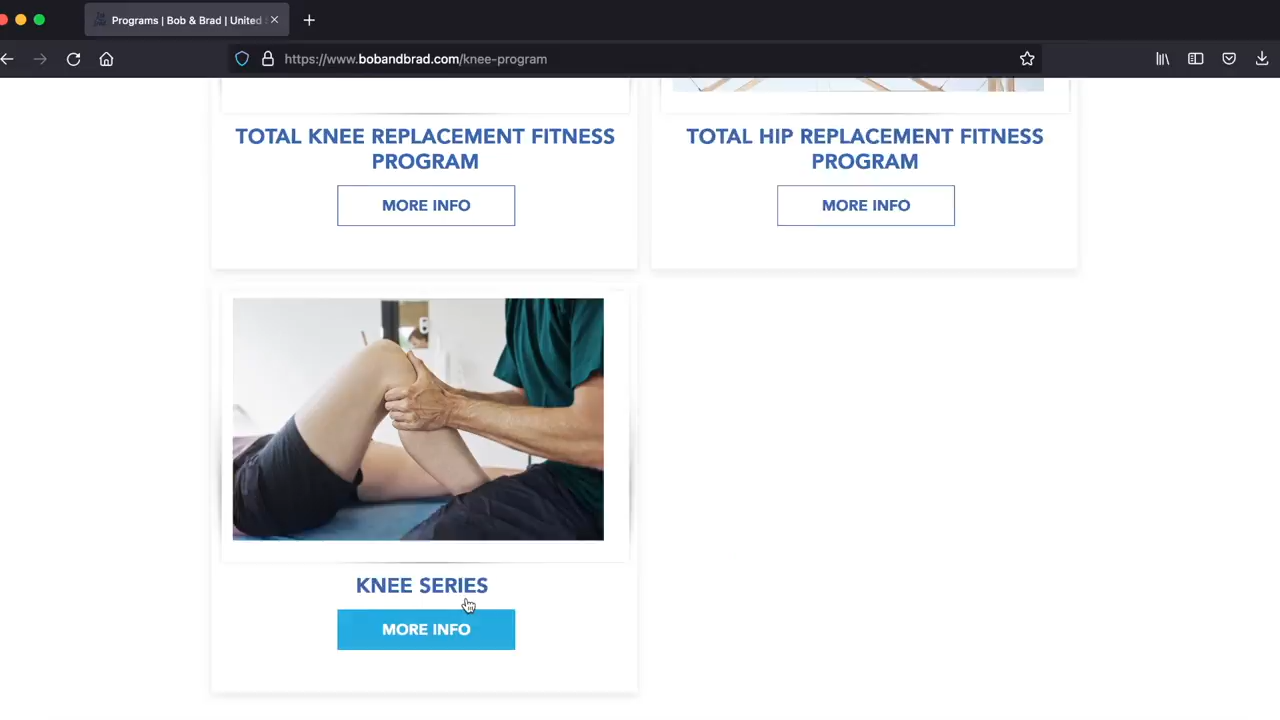 Programs | Bob & Brad | United
https://www.bobandbrad.com/knee-program
TOTAL KNEE REPLACEMENT FITNESS
PROGRAM
MORE INFO
TOTAL HIP REPLACEMENT FITNESS
PROGRAM
MORE INFO
KNEE SERIES
MORE INFO